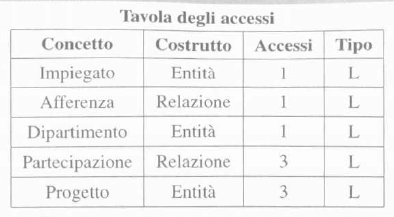 Tavola degli accessi
Concetto Costrutto Accessi Tipo
Impiegato Entità 1 L
Afferenza Relazione 1 L
Dipartimento Entità 1 L
Partecipazione Relazione 3 L
Progetto Entità 3 L